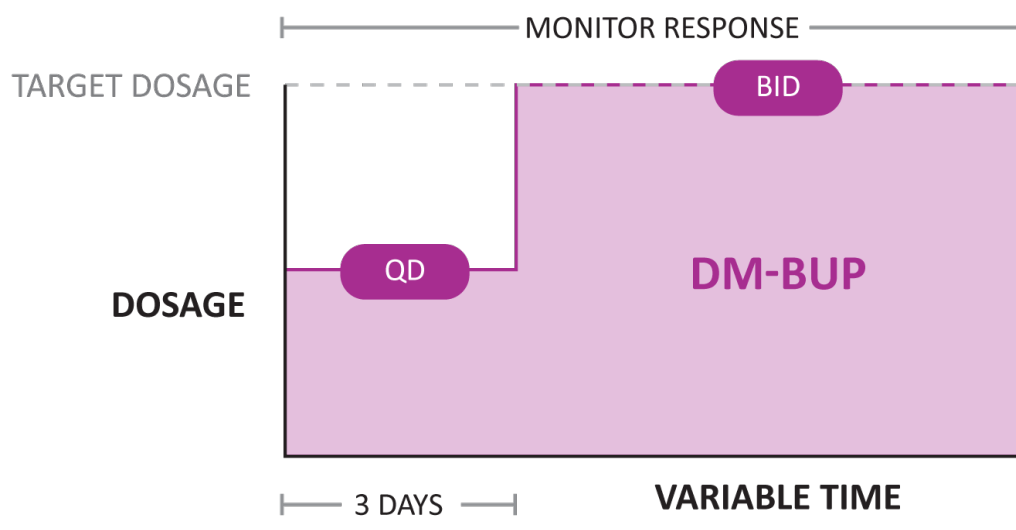 MONITOR RESPONSE
TARGET DOSAGE
BID
QD
DM-BUP
DOSAGE
3 DAYS
VARIABLE TIME